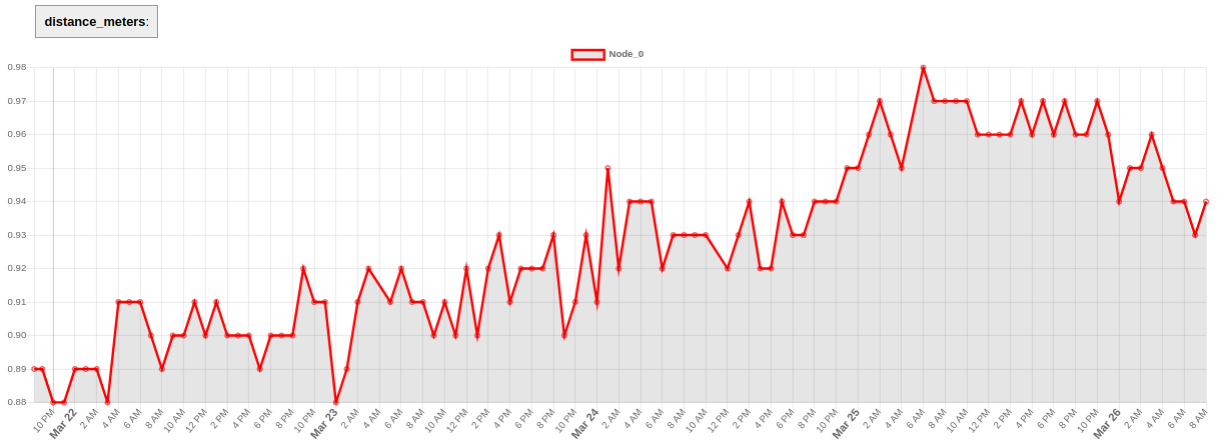 distance_meters:
Node_0
0.98
0.97
0.96
0.95
0.94
0.93
0.92
0.91
0.90
0.89
0.88
10 PM
Mar 22
2 AM
4 AM
6 AM
8 AM
10 AM
12 PM
2 PM
4 PM
6 PM
8 PM
10 PM
Mar 23
2 AM
4 AM
6 AM
8 AM
10 AM
12 PM
2 PM
4 PM
6 PM
8 PM
10 PM
Mar 24
2 AM
4 AM
6 AM
8 AM
10 AM
12 PM
2 PM
4 PM
6 PM
8 PM
10 PM
Mar 25
2 AM
4 AM
6 AM
8 AM
10 AM
12 PM
2 PM
4 PM
6 PM
8 PM
10 PM
Mar 26
2 AM
4 AM
6 AM
8 AM